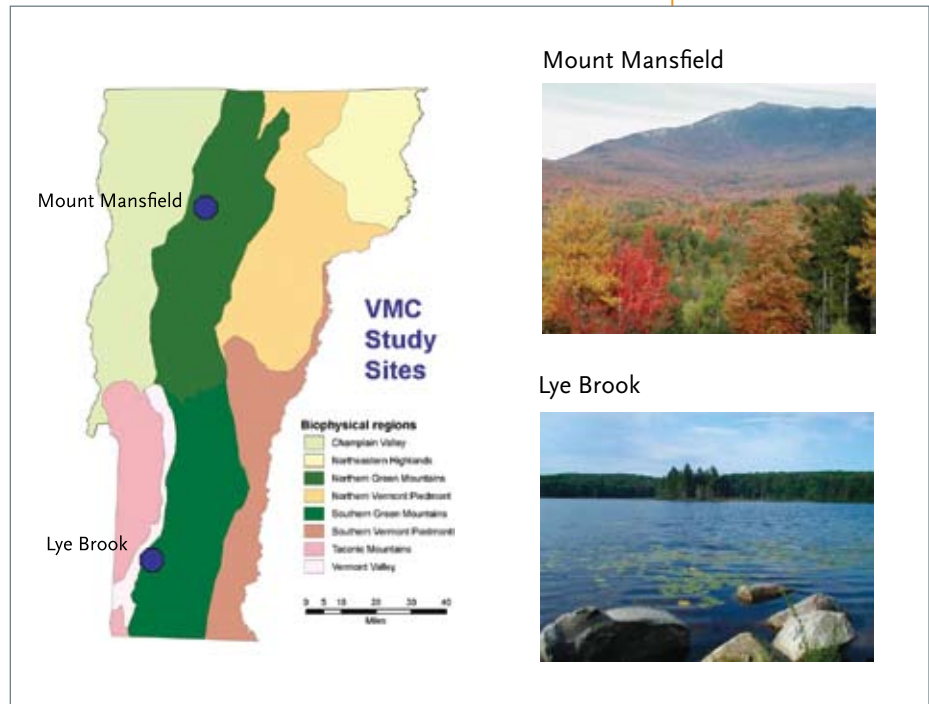 Mount Mansfield
Mount Mansfield
VMC
Study
Sites
Lye Brook
Biophysical regions
Champlain Valley
Northeastern Highlands
Northern Green Mountains
Northern Vermont Piedmont
Southern Green Mountains
Southern Vermont Piedmont
Taconic Mountains
Vermont Valley
Lye Brook
0 5 10 20 30 40
Miles